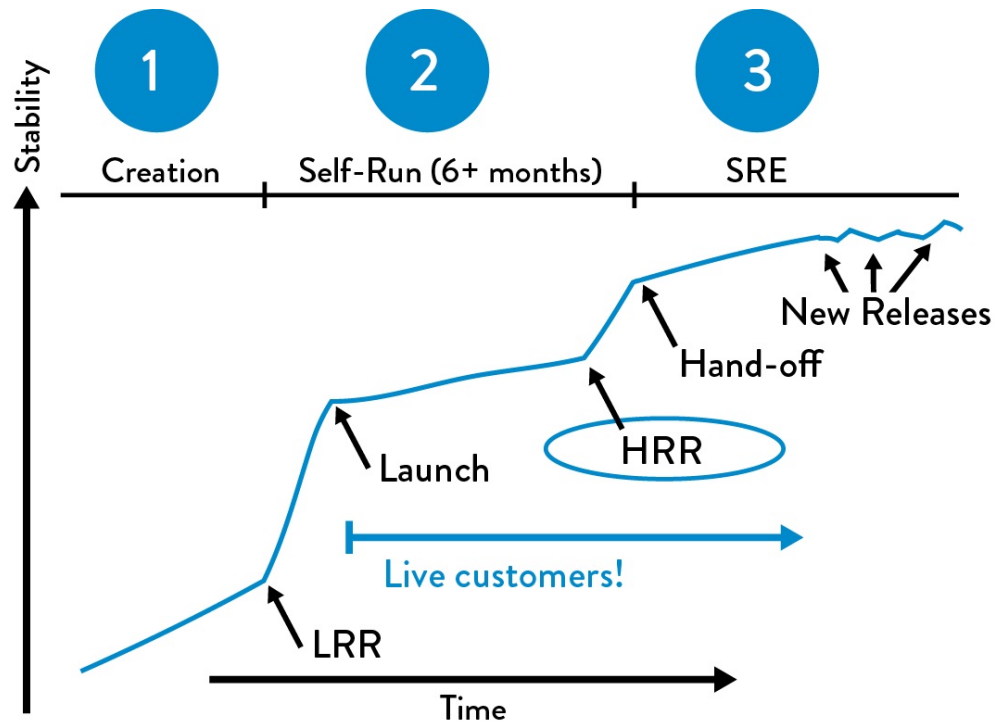 1
2
3
Stability
Creation
Self-Run (6+ months)
SRE
New Releases
Hand-off
HRR
Launch
Live customers!
LRR
Time